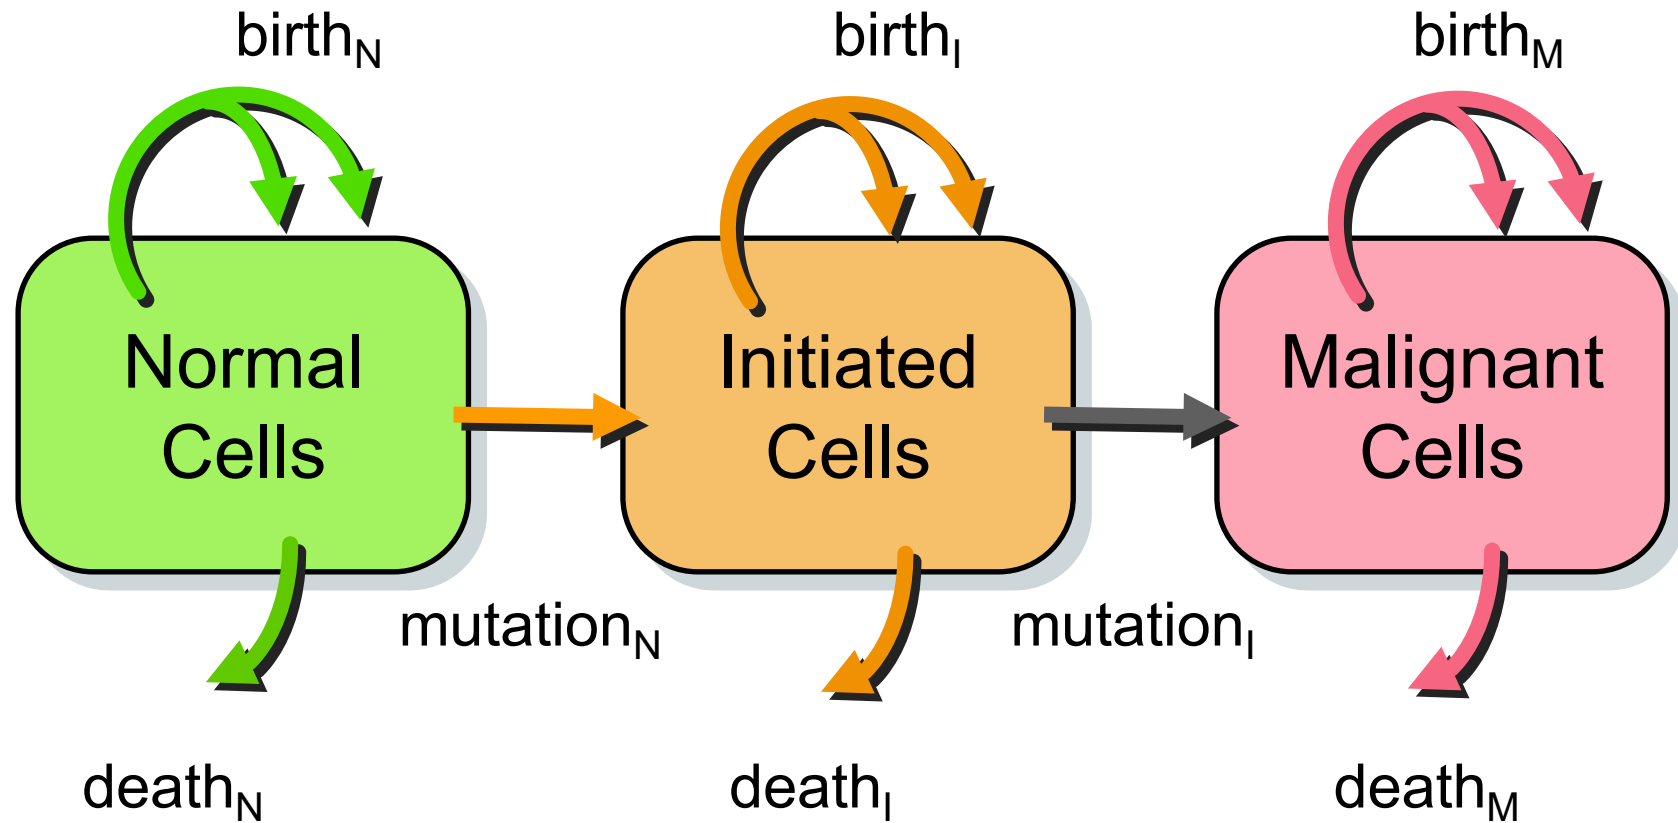 birthN
birthI
birthM
Normal
Cells
Initiated
Cells
Malignant
Cells
mutationN
mutationI
deathN
deathI
deathM